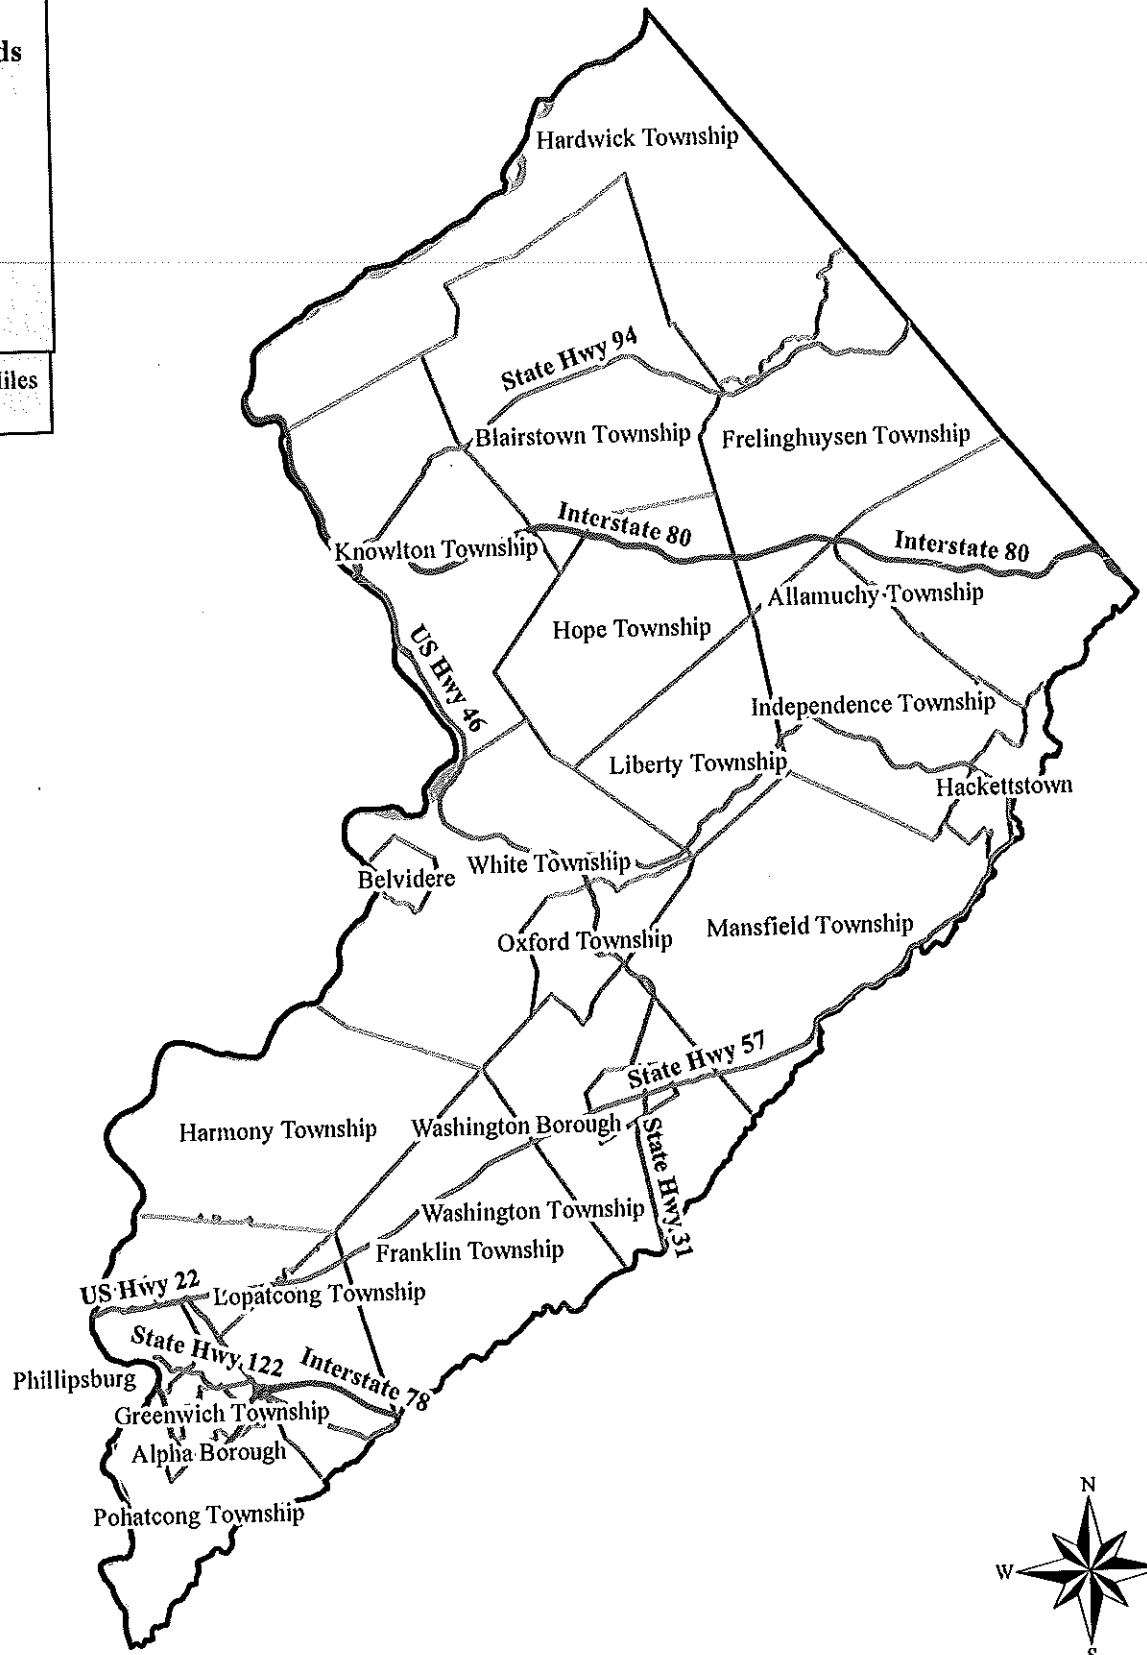 ds
Miles
Hardwick Township
State Hwy 94
Blairstown Township
Frelinghuysen Township
Interstate 80
Interstate 80
Knowlton Township
Allamuchy Township
Hope Township
US Hwy 46
Independence Township
Liberty Township
Hackettstown
White Township
Belvidere
Mansfield Township
Oxford Township
State Hwy 57
Harmony Township
Washington Borough
State Hwy 31
Washington Township
Franklin Township
US Hwy 22
Lopatcong Township
State Hwy 122
Interstate 78
Phillipsburg
Greenwich Township
Alpha Borough
Pohatcong Township
N
W
S